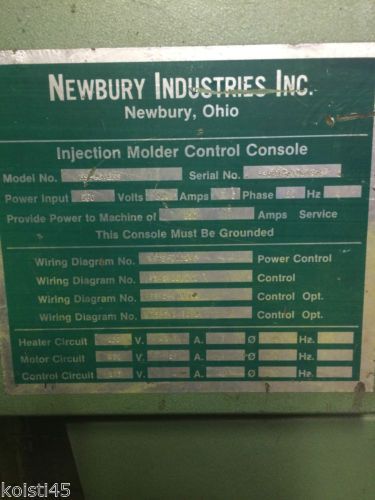 NEWBURY INDUSTRIES INC.
Newbury, Ohio
Injection Molder Control Console
Model No. Serial No.
Power Input Volts Amps Phase Hz
Provide Power to Machine of Amps Service
This Console Must Be Grounded
Wiring Diagram No. Power Control
Wiring Diagram No. Control
Wiring Diagram No. Control Opt.
Wiring Diagram No. Control Opt.
Heater Circuit V. A. Ø Hz.
Motor Circuit V. A. Ø Hz.
Control Circuit V. A. Ø Hz.
koisti45